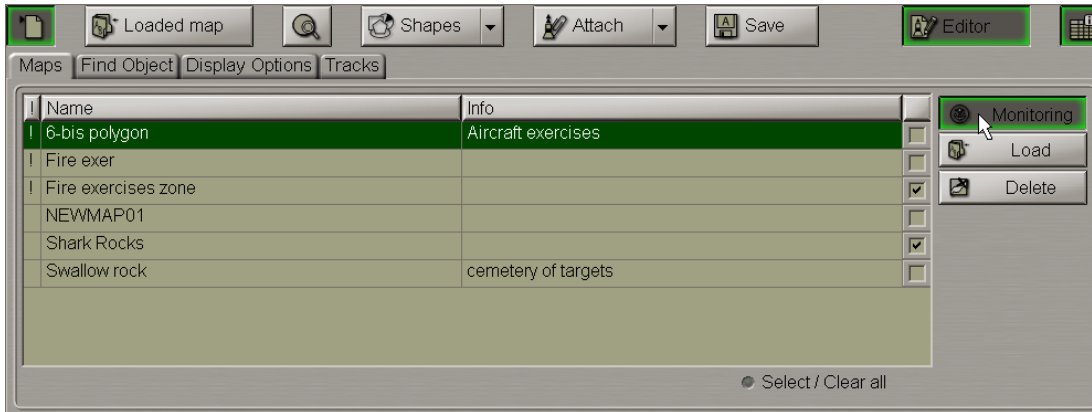 Loaded map Shapes Attach Save Editor
Maps Find Object Display Options Tracks
! Name Info
! 6-bis polygon Aircraft exercises
Monitoring
! Fire exer
Load
! Fire exercises zone
Delete
NEWMAP01
Shark Rocks
Swallow rock cemetery of targets
Select / Clear all